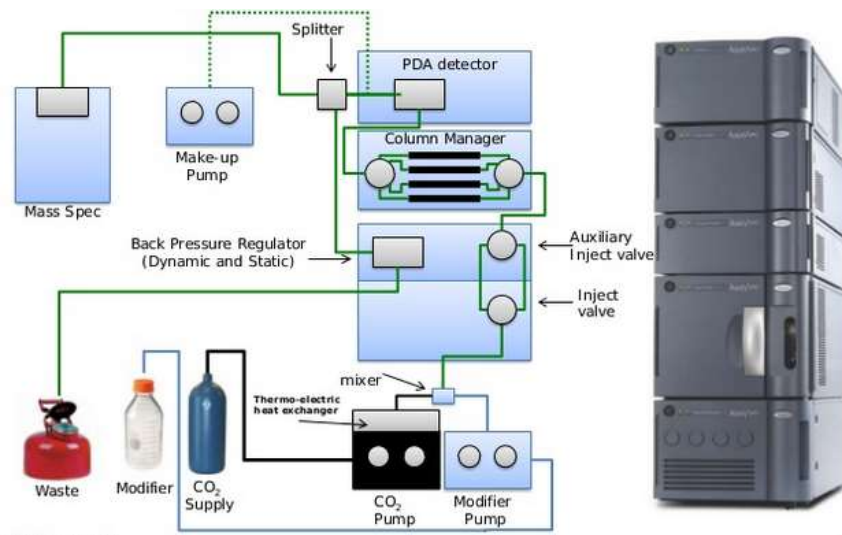 Splitter
PDA detector
Make-up
Pump
Column Manager
Mass Spec
Back Pressure Regulator
(Dynamic and Static)
Auxiliary
Inject valve
Inject
valve
mixer
Thermo-electric
heat exchanger
Waste
Modifier
CO₂
Supply
CO₂
Pump
Modifier
Pump